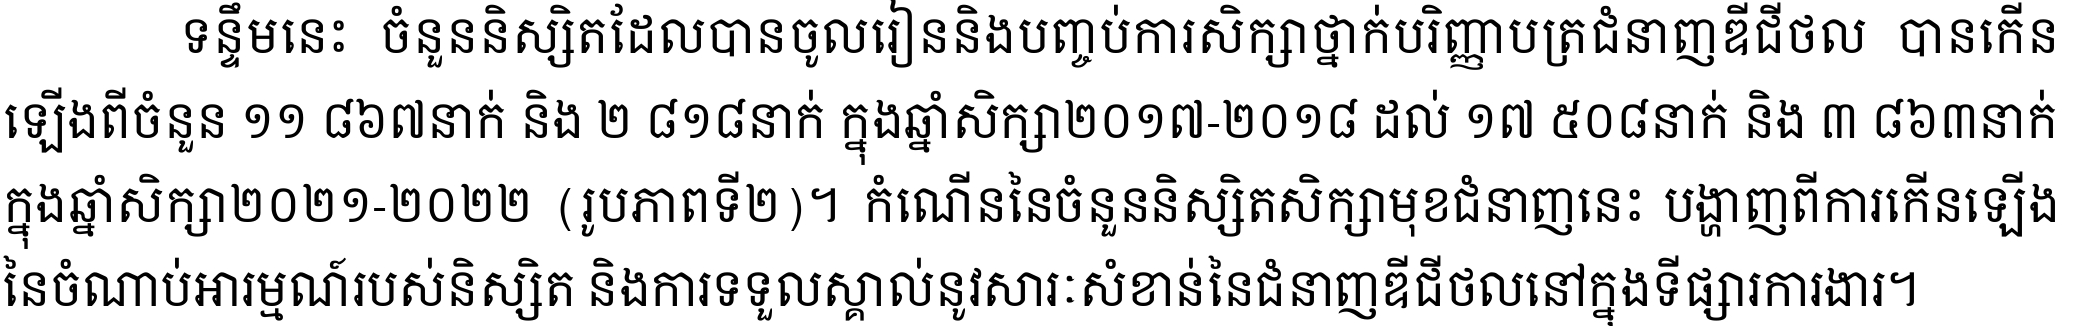 ទន្ទឹមនេះ ចំនួននិស្សិតដែលបានចូលរៀននិងបញ្ចប់ការសិក្សាថ្នាក់បរិញ្ញាបត្រជំនាញឌីជីថល បានកើន
ឡើងពីចំនួន ១១ ៨៦៧នាក់ និង ២ ៨១៨នាក់ ក្នុងឆ្នាំសិក្សា២០១៧-២០១៨ ដល់ ១៧ ៥០៨នាក់ និង ៣ ៨៦៣នាក់
ក្នុងឆ្នាំសិក្សា២០២១-២០២២ (រូបភាពទី២)។ កំណើននៃចំនួននិស្សិតសិក្សាមុខជំនាញនេះ បង្ហាញពីការកើនឡើង
នៃចំណាប់អារម្មណ៍របស់និស្សិត និងការទទួលស្គាល់នូវសារៈសំខាន់នៃជំនាញឌីជីថលនៅក្នុងទីផ្សារការងារ។